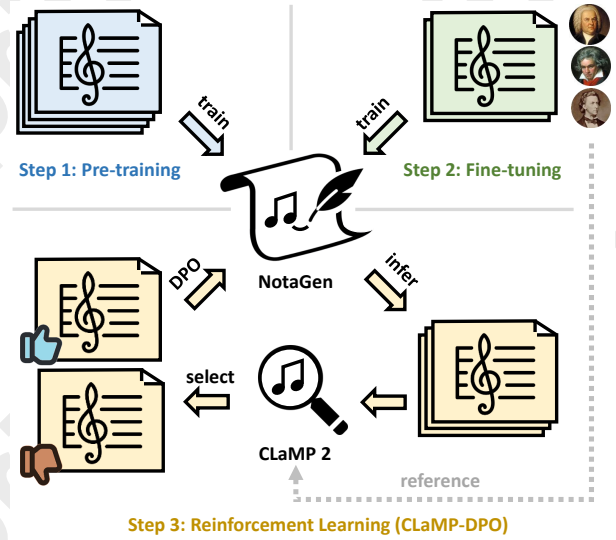 train
train
Step 1: Pre-training
Step 2: Fine-tuning
DPO
NotaGen
infer
select
CLaMP 2
reference
Step 3: Reinforcement Learning (CLaMP-DPO)